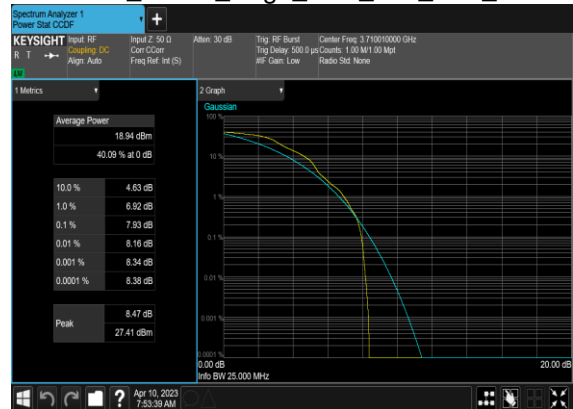 Spectrum Analyzer 1
Power Stat CCDF
KEYSIGHT
R T
Input: RF
Coupling: DC
Align: Auto
Input Z: 50 Ω
Corr CCorr
Freq Ref: Int (S)
Atten: 30 dB
Trig: RF Burst
Trig Delay: 500.0 µs
#IF Gain: Low
Center Freq: 3.710010000 GHz
Counts: 1.00 M/1.00 Mpt
Radio Std: None
1 Metrics
Average Power
18.94 dBm
40.09 % at 0 dB
10.0 % 4.63 dB
1.0 % 6.92 dB
0.1 % 7.93 dB
0.01 % 8.16 dB
0.001 % 8.34 dB
0.0001 % 8.38 dB
Peak
8.47 dB
27.41 dBm
2 Graph
Gaussian
100 %
10 %
1 %
0.1 %
0.01 %
0.001 %
0.0001 %
0.00 dB 20.00 dB
Info BW 25.000 MHz
?
Apr 10, 2023
7:53:39 AM